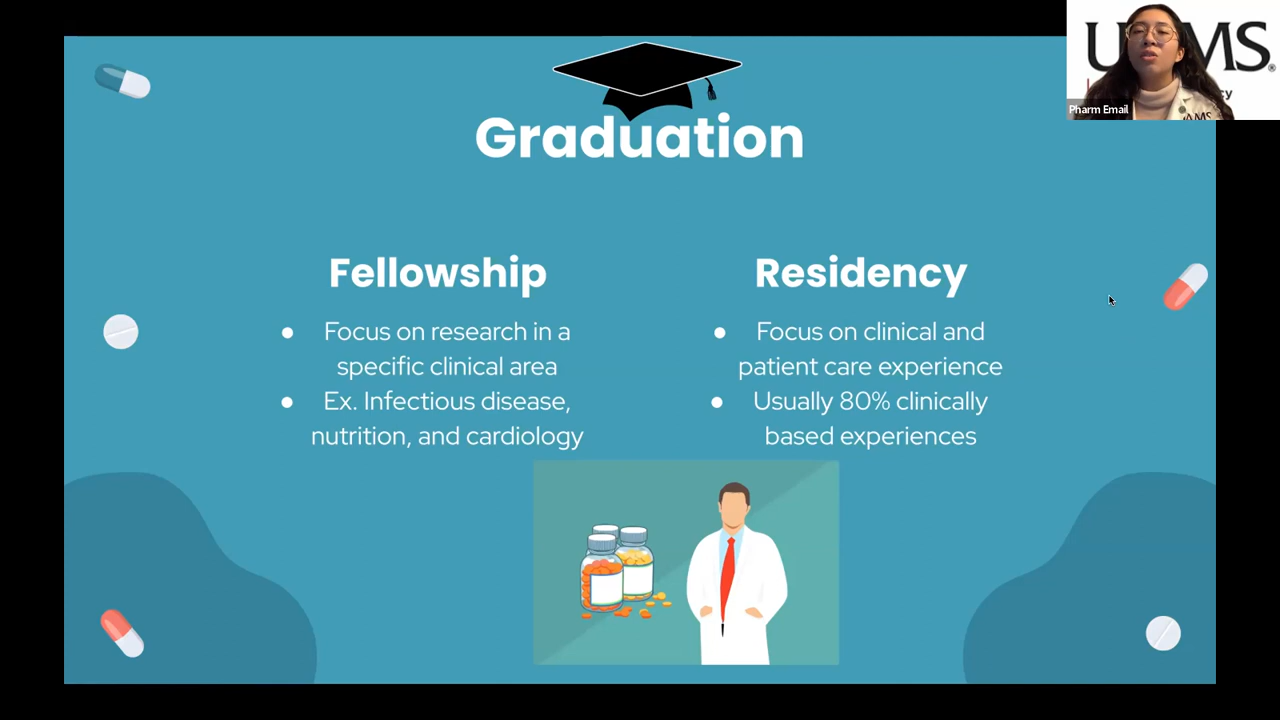 Graduation
Fellowship
● Focus on research in a
specific clinical area
● Ex. Infectious disease,
nutrition, and cardiology
Residency
● Focus on clinical and
patient care experience
● Usually 80% clinically
based experiences
Pharm Email